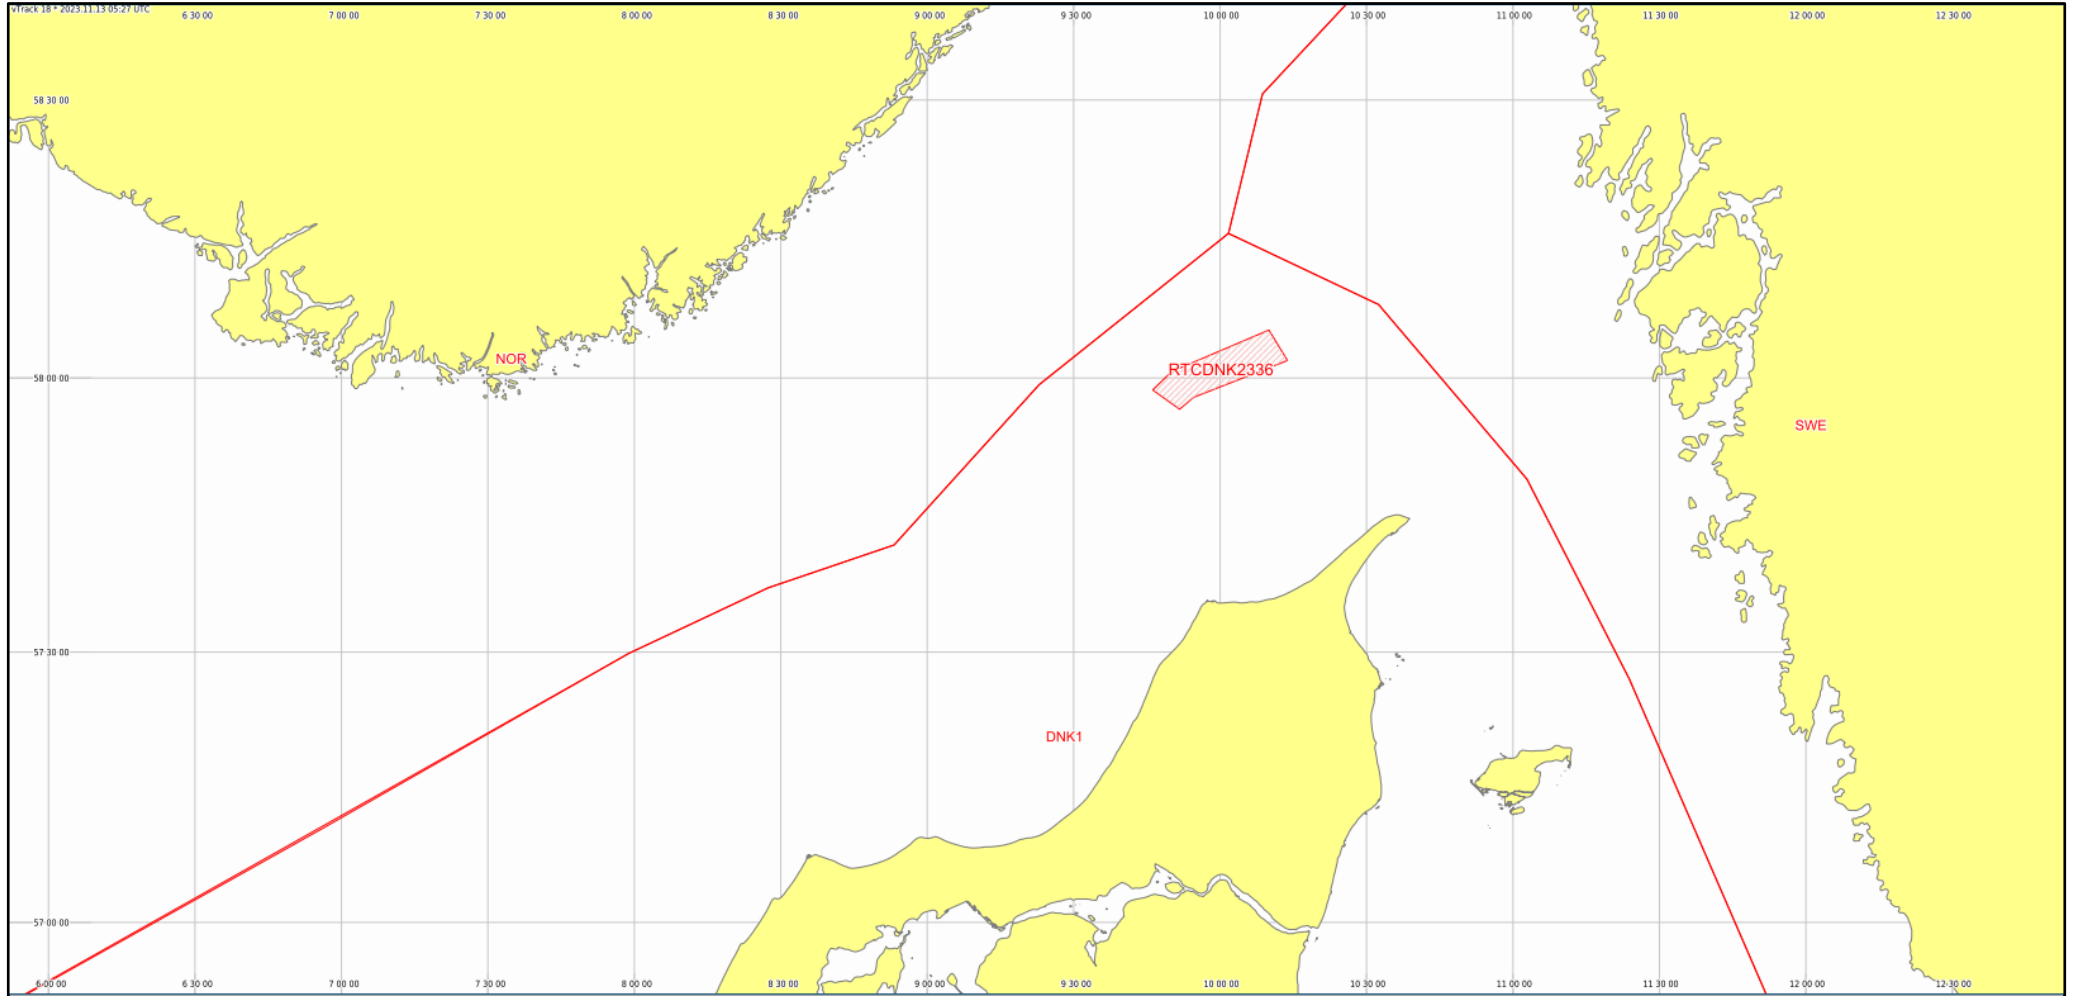 vTrack 18 * 2023.11.13 05:27 UTC
6 30 00 7 00 00 7 30 00 8 00 00 8 30 00 9 00 00 9 30 00 10 00 00 10 30 00 11 00 00 11 30 00 12 00 00 12 30 00
58 30 00
NOR
58 00 00
RTCDNK2336
SWE
57 30 00
DNK1
57 00 00
6 00 00 6 30 00 7 00 00 7 30 00 8 00 00 8 30 00 9 00 00 9 30 00 10 00 00 10 30 00 11 00 00 11 30 00 12 00 00 12 30 00